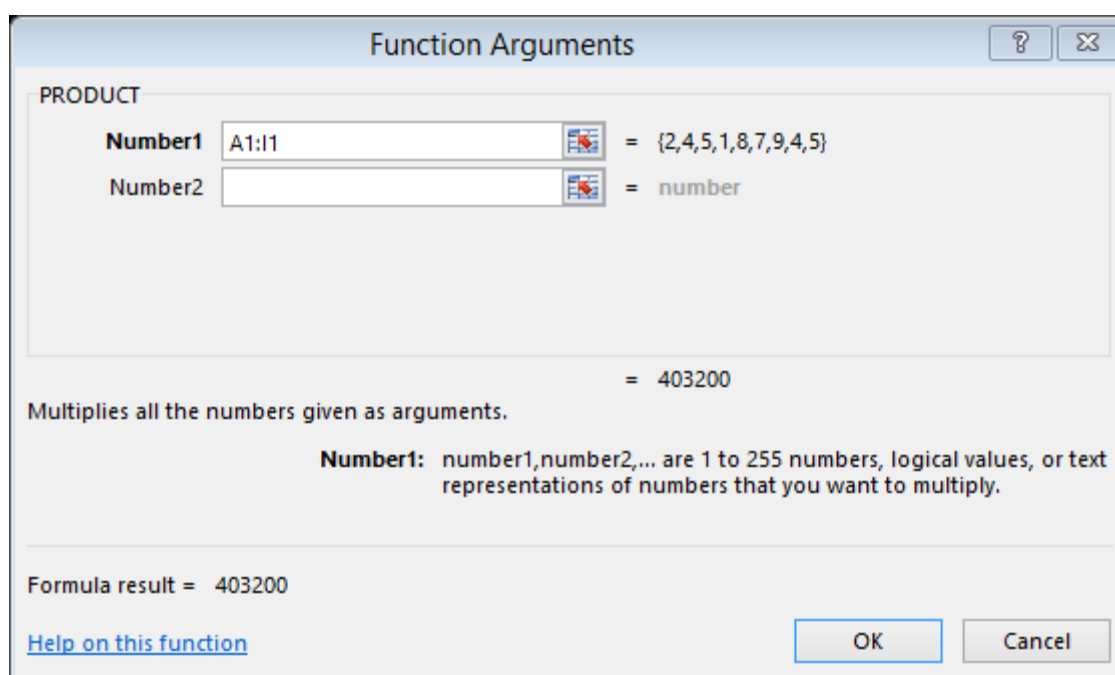 Function Arguments
PRODUCT
Number1 A1:I1 = {2,4,5,1,8,7,9,4,5}
Number2 = number
= 403200
Multiplies all the numbers given as arguments.
Number1: number1,number2,... are 1 to 255 numbers, logical values, or text
representations of numbers that you want to multiply.
Formula result = 403200
Help on this function OK Cancel